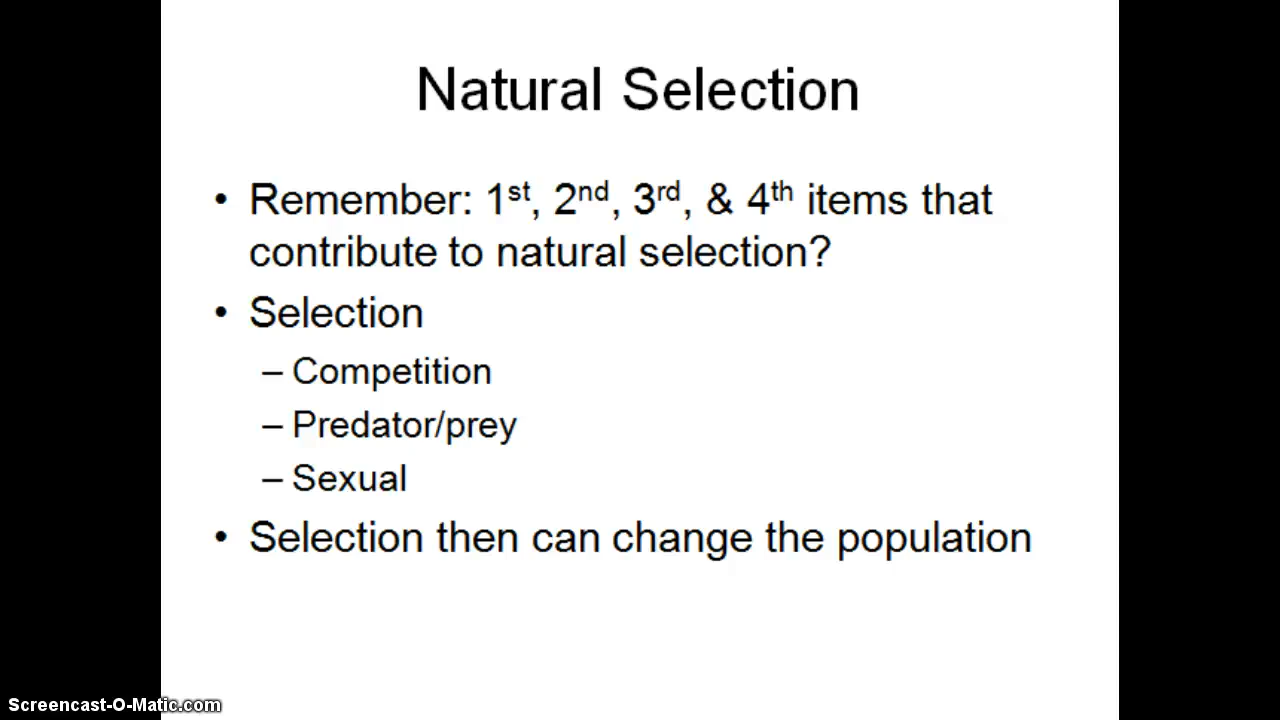 Natural Selection
• Remember: 1st, 2nd, 3rd, & 4th items that
contribute to natural selection?
• Selection
– Competition
– Predator/prey
– Sexual
• Selection then can change the population
Screencast-O-Matic.com